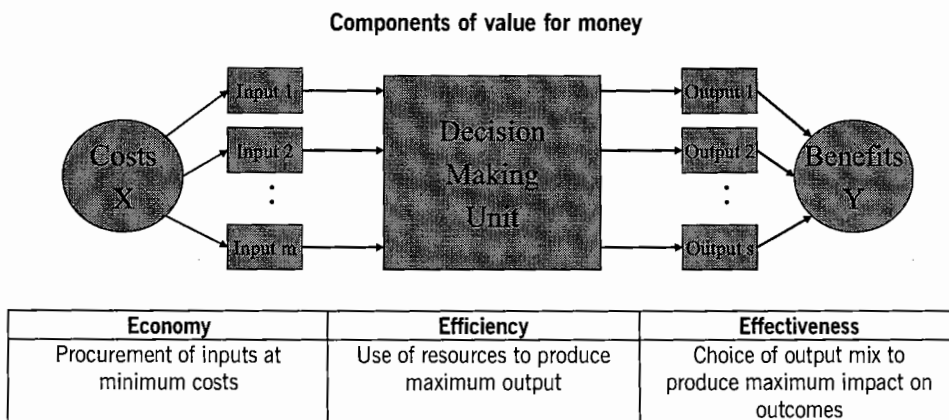 Components of value for money
Costs
X
Input 1
Input 2
Input m
Decision
Making
Unit
Output 1
Output 2
Output s
Benefits
Y
Economy
Efficiency
Effectiveness
Procurement of inputs at
minimum costs
Use of resources to produce
maximum output
Choice of output mix to
produce maximum impact on
outcomes